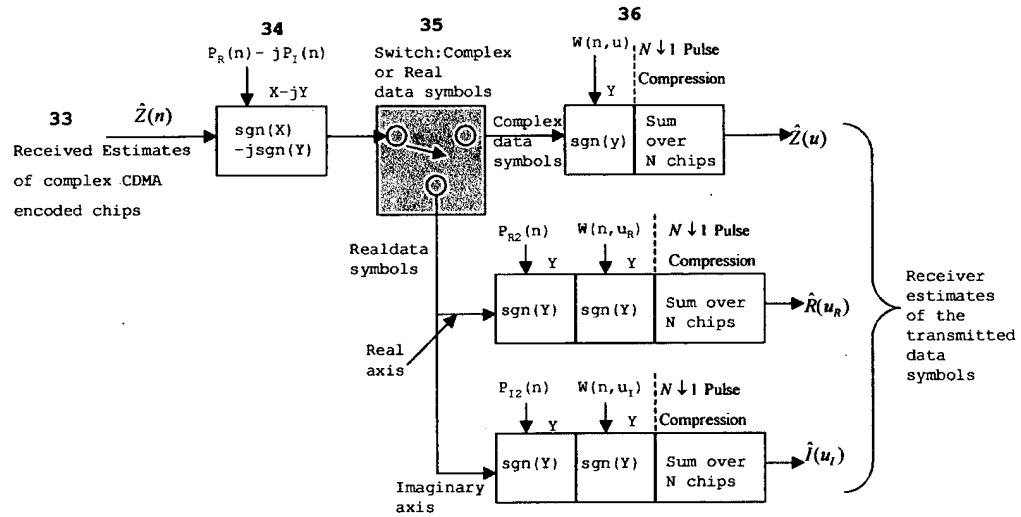 34
35
36
P_R(n)- jP_I(n)
Switch:Complex
or Real
data symbols
W(n,u)
N ↓ 1 Pulse
Compression
X-jY
Y
33
Ẑ(n)
sgn(X)
-jsgn(Y)
Complex
data
symbols
sgn(y)
Sum
over
N chips
Ẑ(u)
Received Estimates
of complex CDMA
encoded chips
Realdata
symbols
P_R2(n)
W(n,u_R)
N ↓ 1 Pulse
Compression
Y
Y
sgn(Y)
sgn(Y)
Sum over
N chips
R̂(u_R)
Real
axis
Receiver
estimates
of the
transmitted
data
symbols
P_I2(n)
W(n,u_I)
N ↓ 1 Pulse
Compression
Y
Y
sgn(Y)
sgn(Y)
Sum over
N chips
Î(u_I)
Imaginary
axis